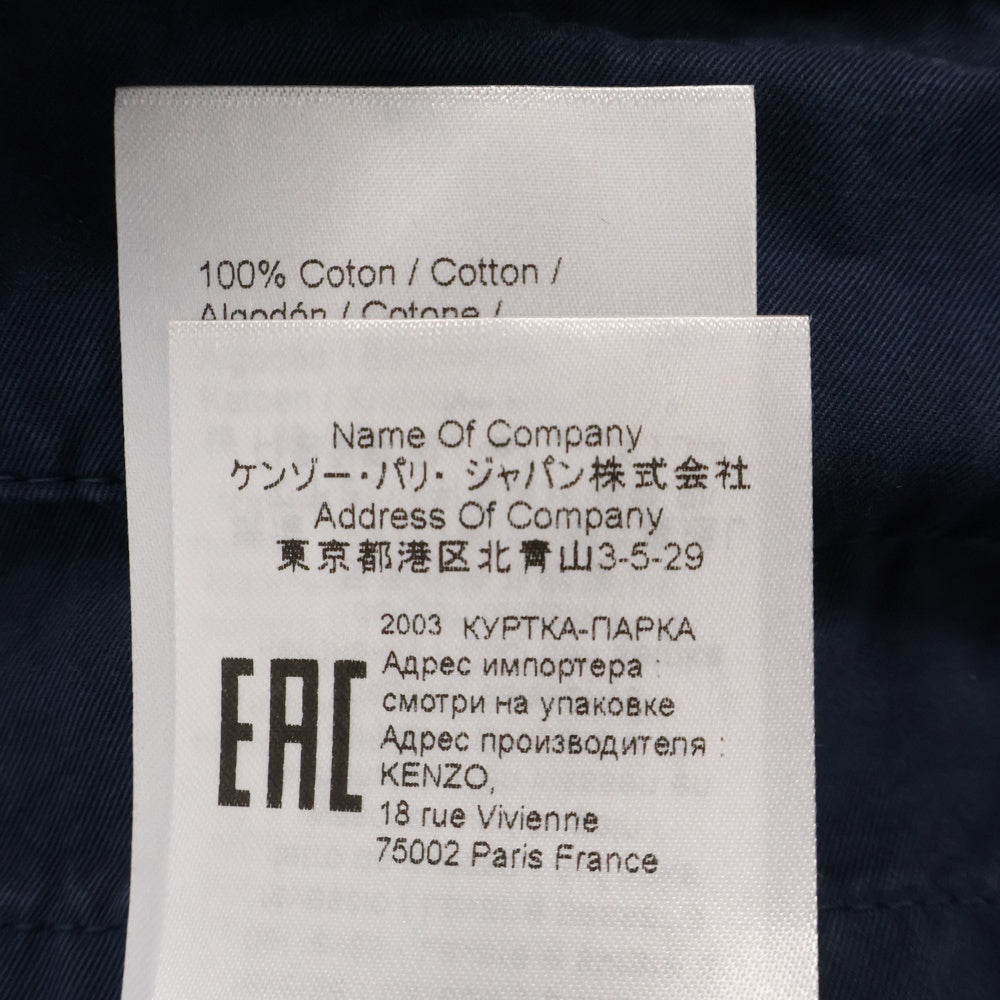 100% Coton / Cotton /
Algodón / Cotone /
Name Of Company
ケンゾー・パリ・ジャパン株式会社
Address Of Company
東京都港区北青山3-5-29
2003 КУРТКА-ПАРКА
EAC
Адрес импортера :
смотри на упаковке
Адрес производителя :
KENZO,
18 rue Vivienne
75002 Paris France